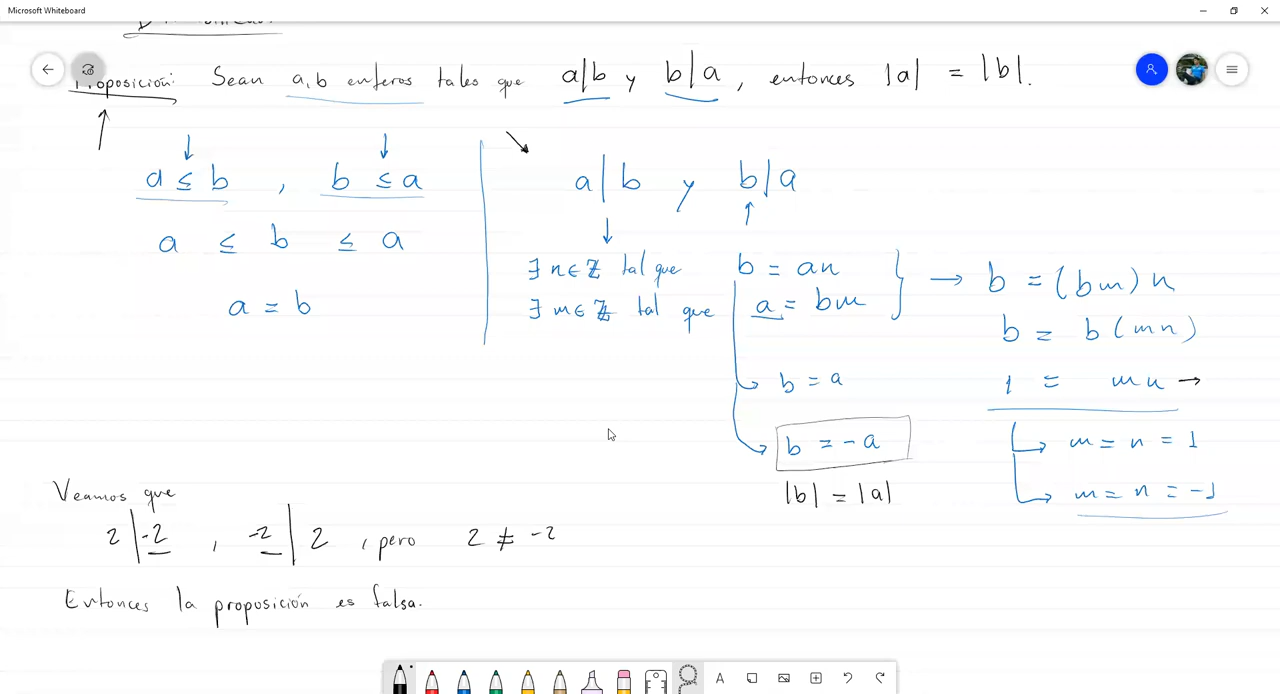 Microsoft Whiteboard
Proposición: Sean a,b enteros tales que a|b y b|a, entonces |a| = |b|.
a ≤ b , b ≤ a
a ≤ b ≤ a
a = b
a|b y b|a
∃ n ∈ ℤ tal que b = an
∃ m ∈ ℤ tal que a = bm
→ b = (bm)n
b = b(mn)
1 = mn →
m = n = 1
m = n = -1
b = a
b = -a
|b| = |a|
Veamos que
2|-2 , -2|2 , pero 2 ≠ -2
Entonces la proposición es falsa.
A